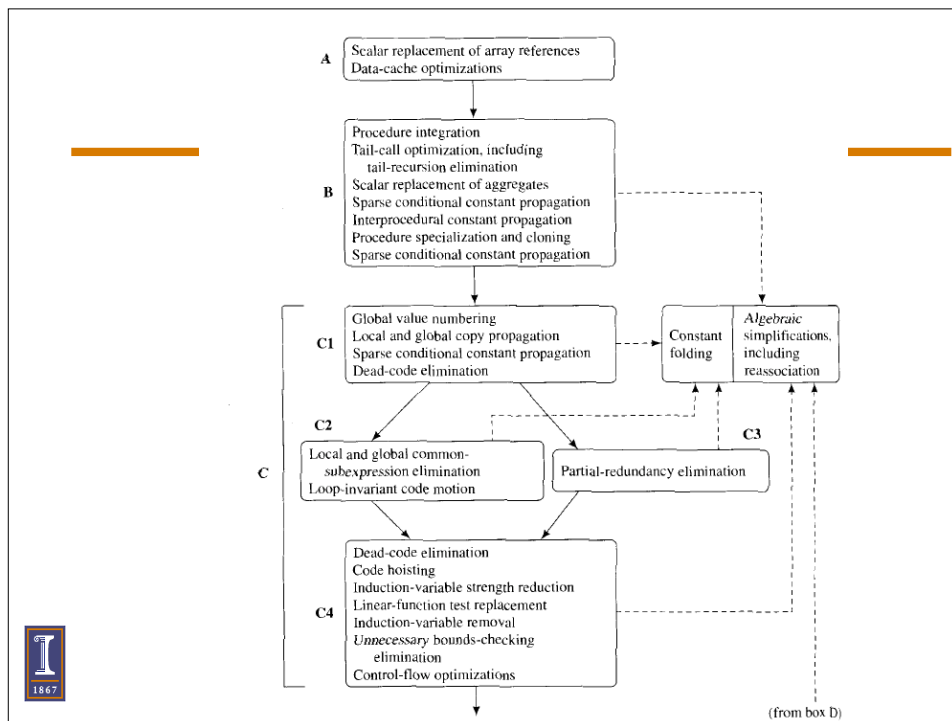 A
Scalar replacement of array references
Data-cache optimizations
B
Procedure integration
Tail-call optimization, including
tail-recursion elimination
Scalar replacement of aggregates
Sparse conditional constant propagation
Interprocedural constant propagation
Procedure specialization and cloning
Sparse conditional constant propagation
C
C1
Global value numbering
Local and global copy propagation
Sparse conditional constant propagation
Dead-code elimination
Constant
folding
Algebraic
simplifications,
including
reassociation
C2
Local and global common-
subexpression elimination
Loop-invariant code motion
C3
Partial-redundancy elimination
C4
Dead-code elimination
Code hoisting
Induction-variable strength reduction
Linear-function test replacement
Induction-variable removal
Unnecessary bounds-checking
elimination
Control-flow optimizations
(from box D)
I
1867